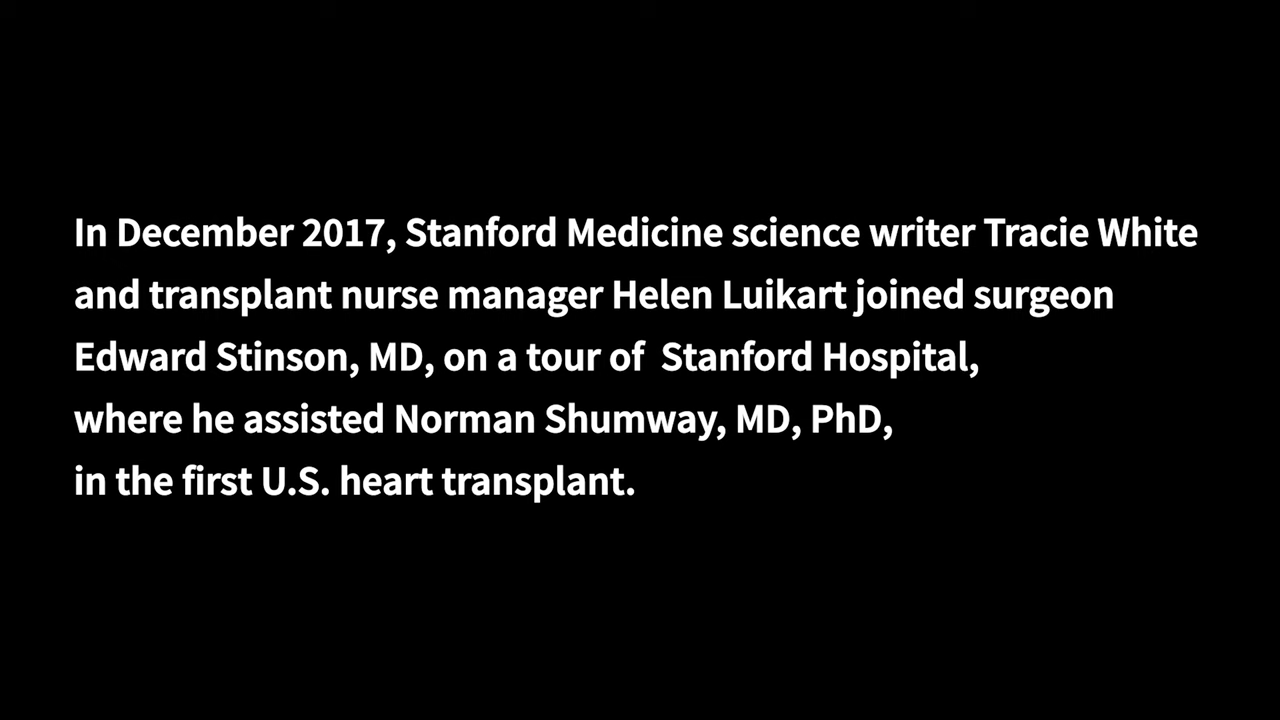 In December 2017, Stanford Medicine science writer Tracie White
and transplant nurse manager Helen Luikart joined surgeon
Edward Stinson, MD, on a tour of  Stanford Hospital,
where he assisted Norman Shumway, MD, PhD,
in the first U.S. heart transplant.